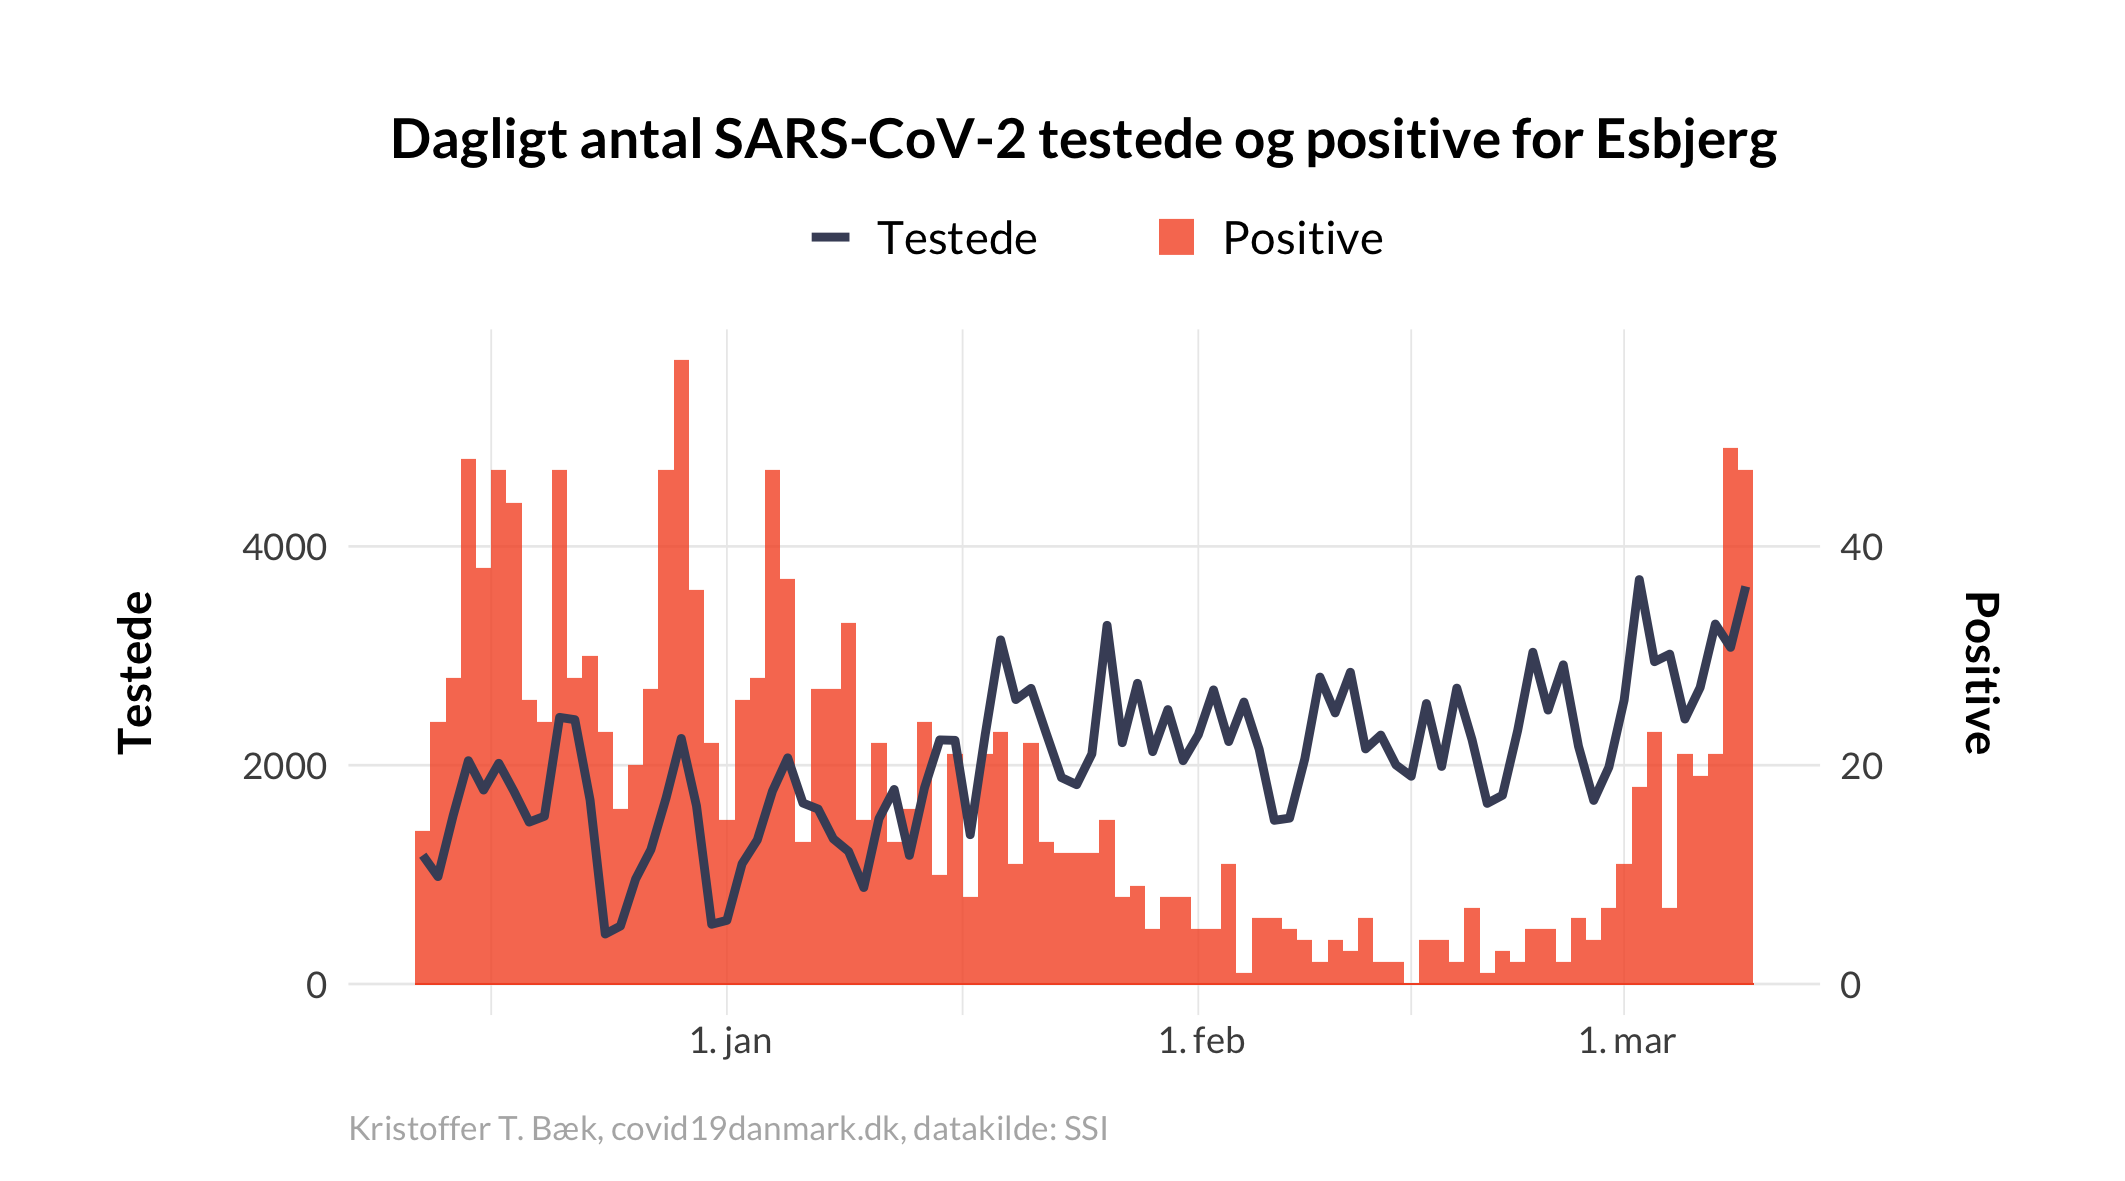 Dagligt antal SARS-CoV-2 testede og positive for Esbjerg
Testede
Positive
4000
2000
0
Testede
40
20
0
Positive
1. jan
1. feb
1. mar
Kristoffer T. Bæk, covid19danmark.dk, datakilde: SSI